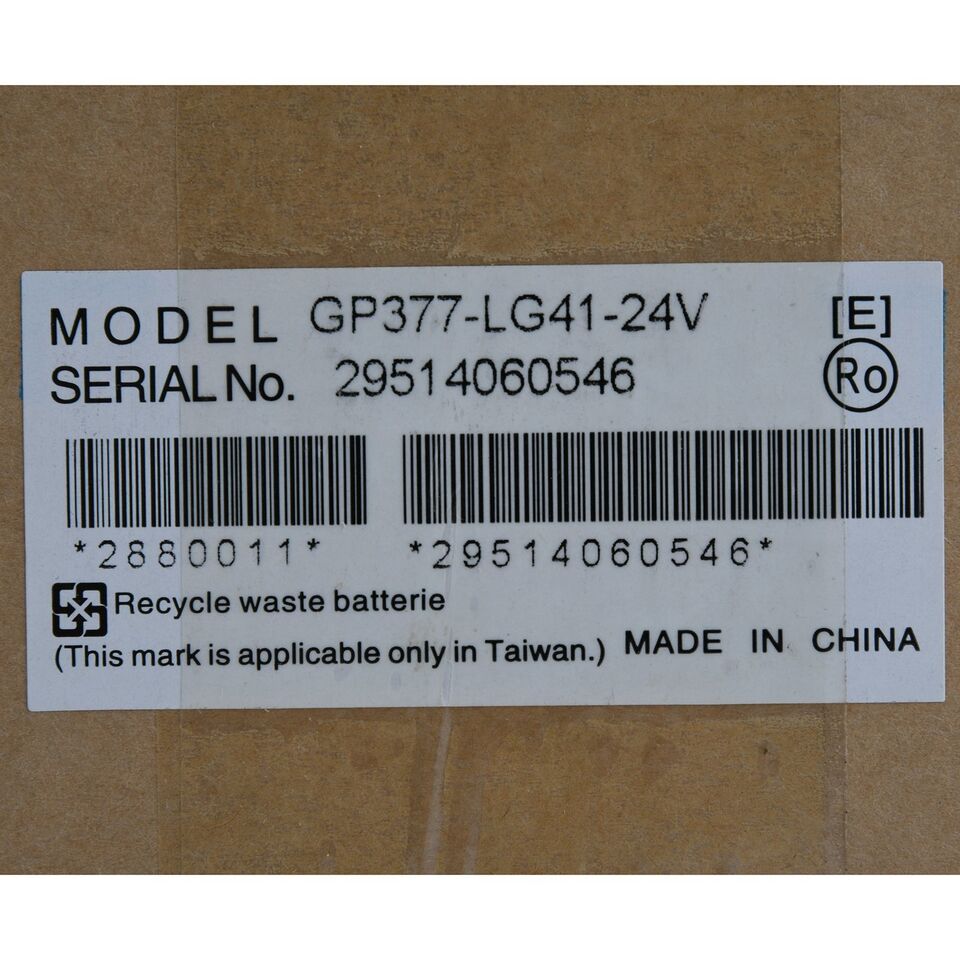 MODEL GP377-LG41-24V [E]
SERIAL No. 29514060546 Ro
*2880011* *29514060546*
Recycle waste batterie
(This mark is applicable only in Taiwan.) MADE IN CHINA